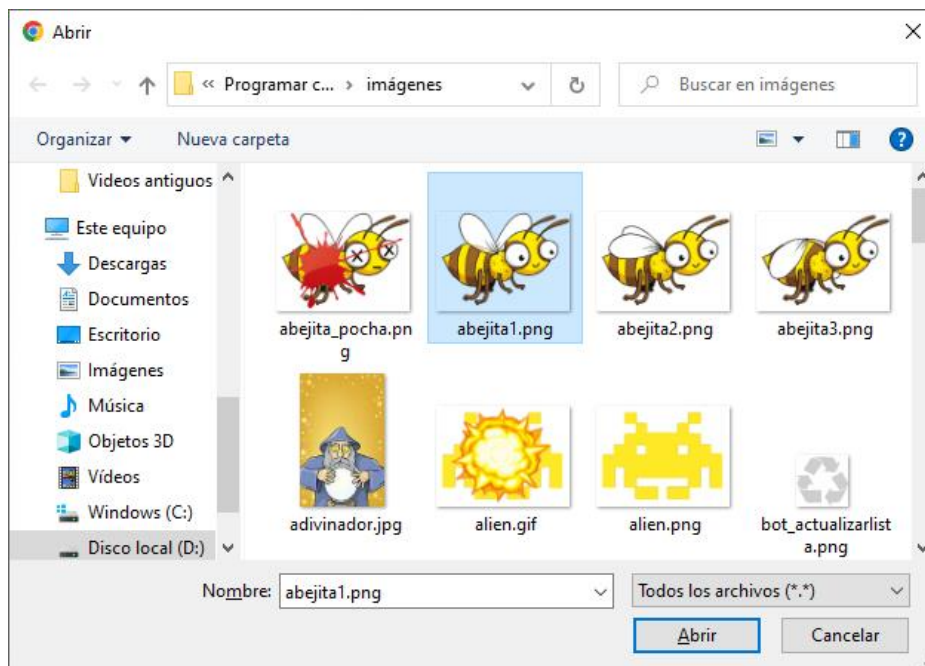 Abrir
« Programar c... › imágenes
Buscar en imágenes
Organizar
Nueva carpeta
Videos antiguos
Este equipo
Descargas
Documentos
Escritorio
Imágenes
Música
Objetos 3D
Vídeos
Windows (C:)
Disco local (D:)
abejita_pocha.pn
g
abejita1.png
abejita2.png
abejita3.png
adivinador.jpg
alien.gif
alien.png
bot_actualizarlist
a.png
Nombre: abejita1.png
Todos los archivos (*.*)
Abrir
Cancelar